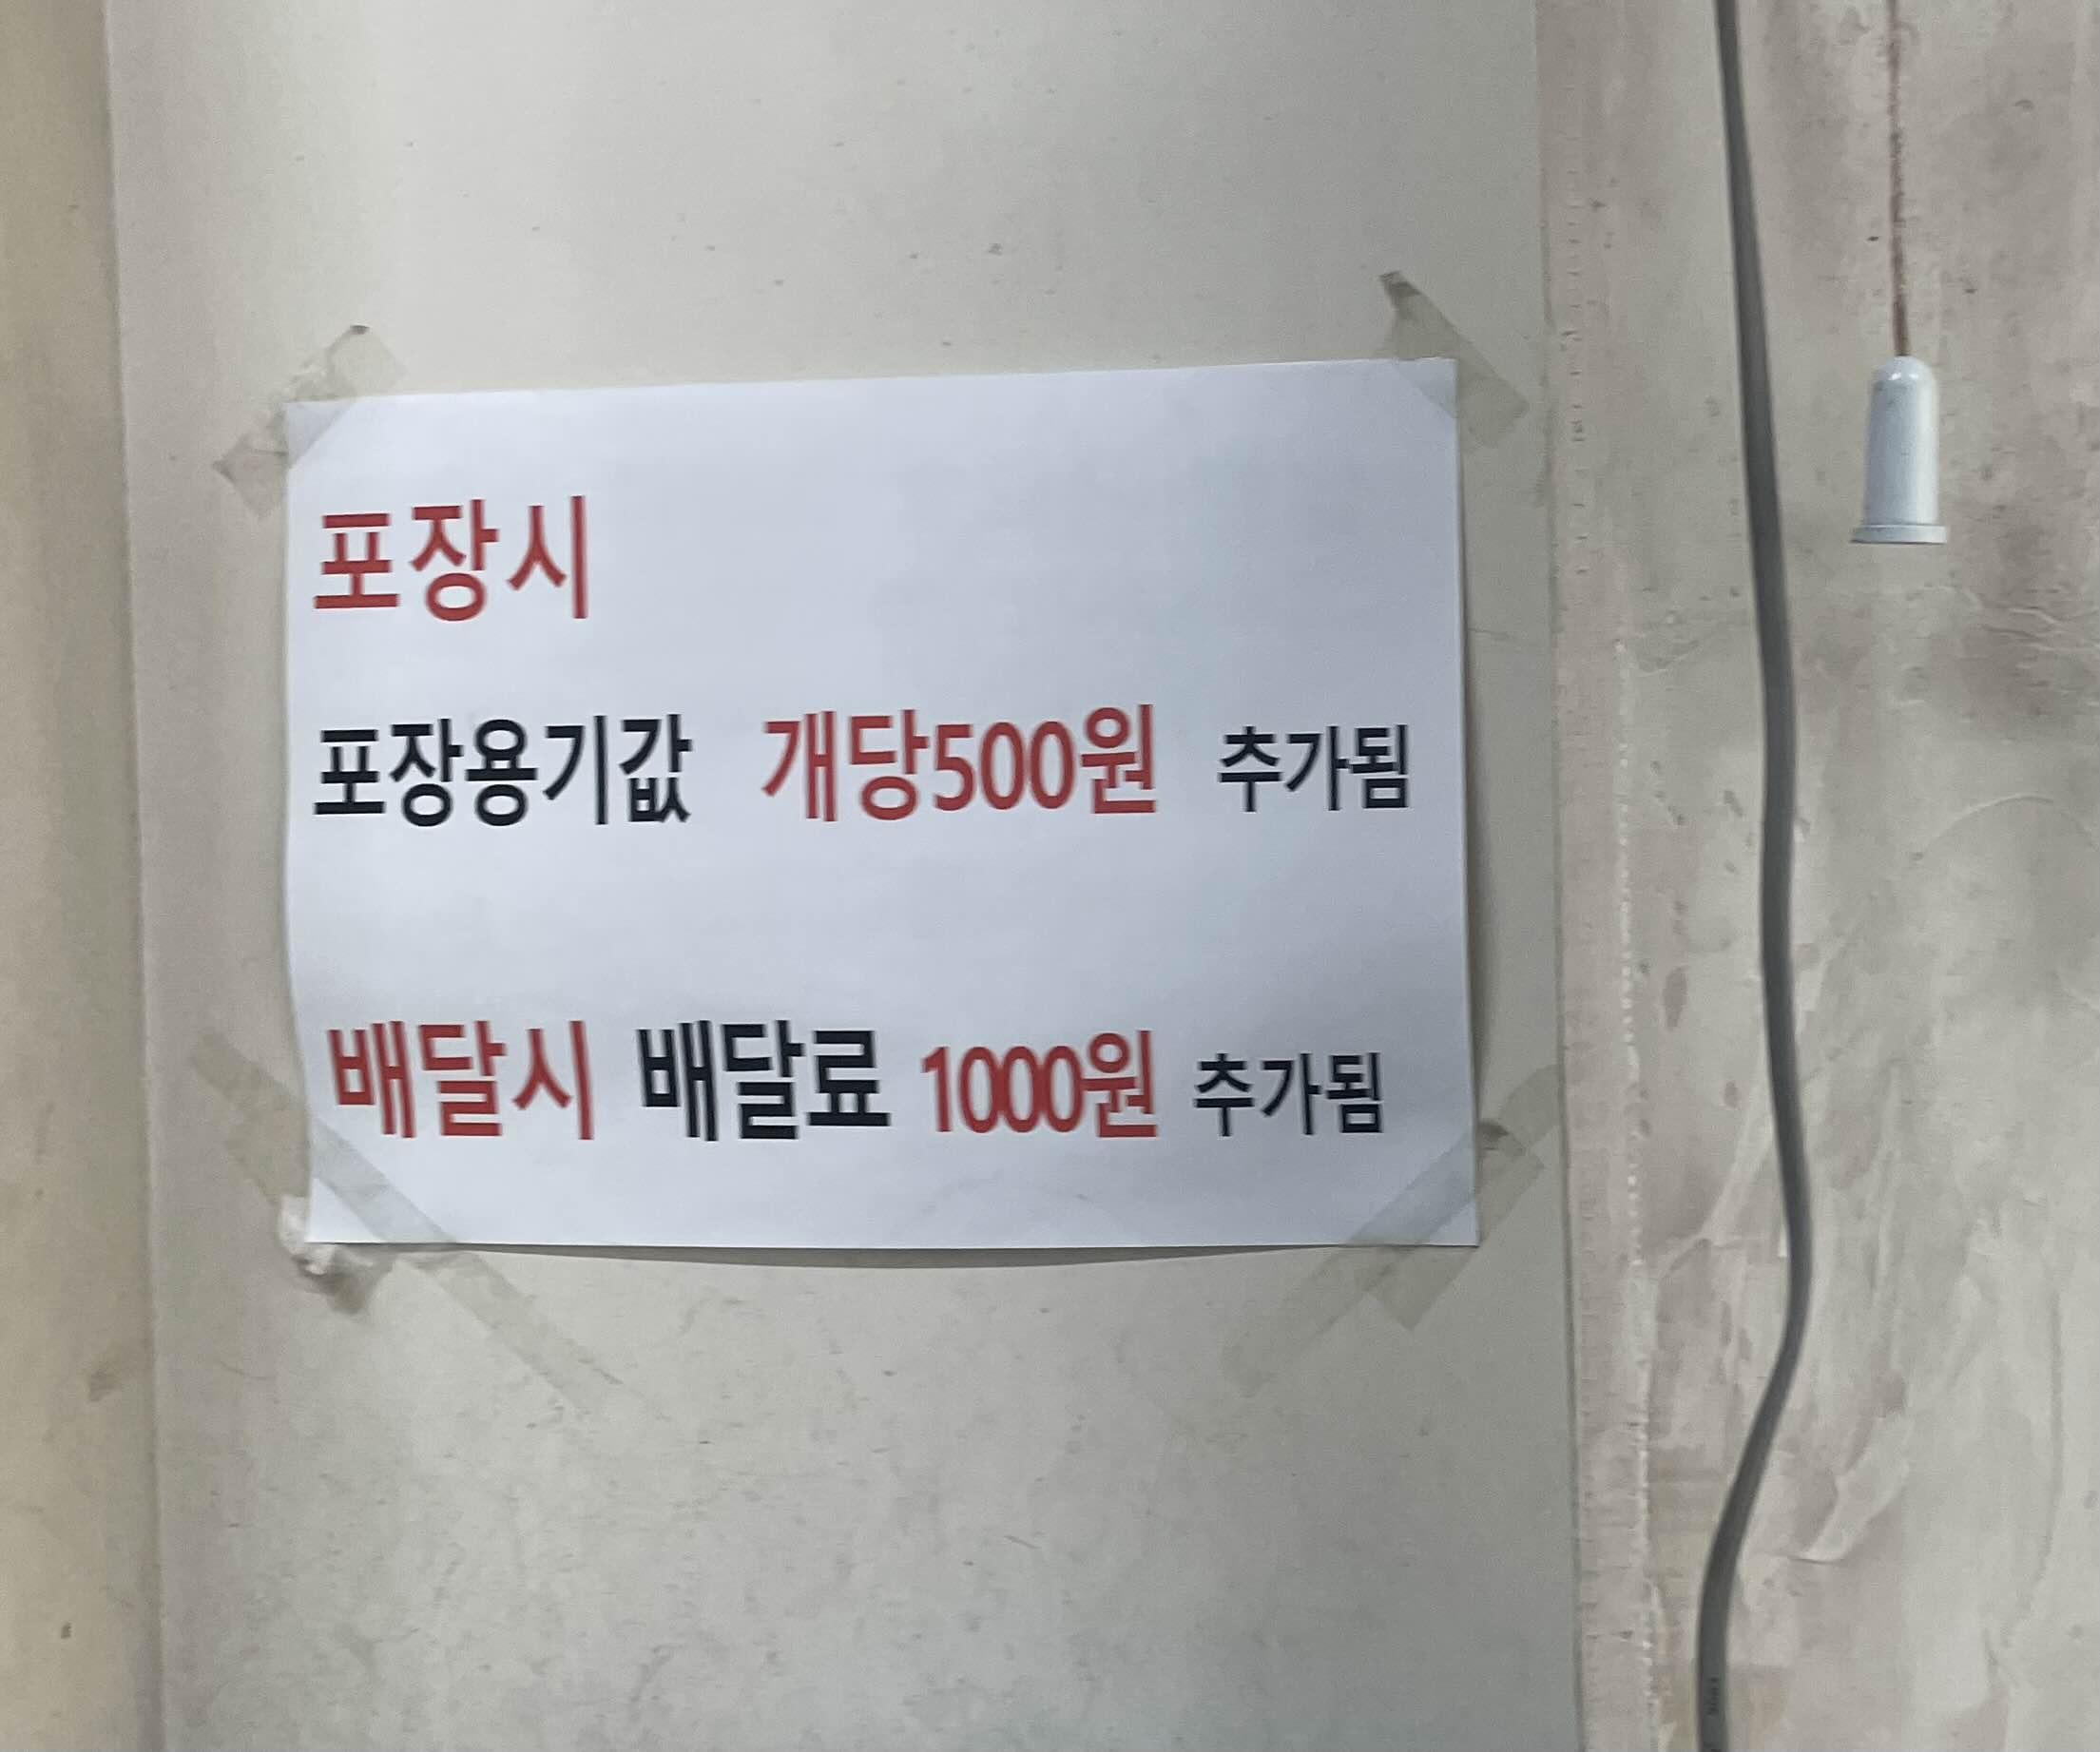 포장시
포장용기값 개당500원 추가됨
배달시 배달료 1000원 추가됨